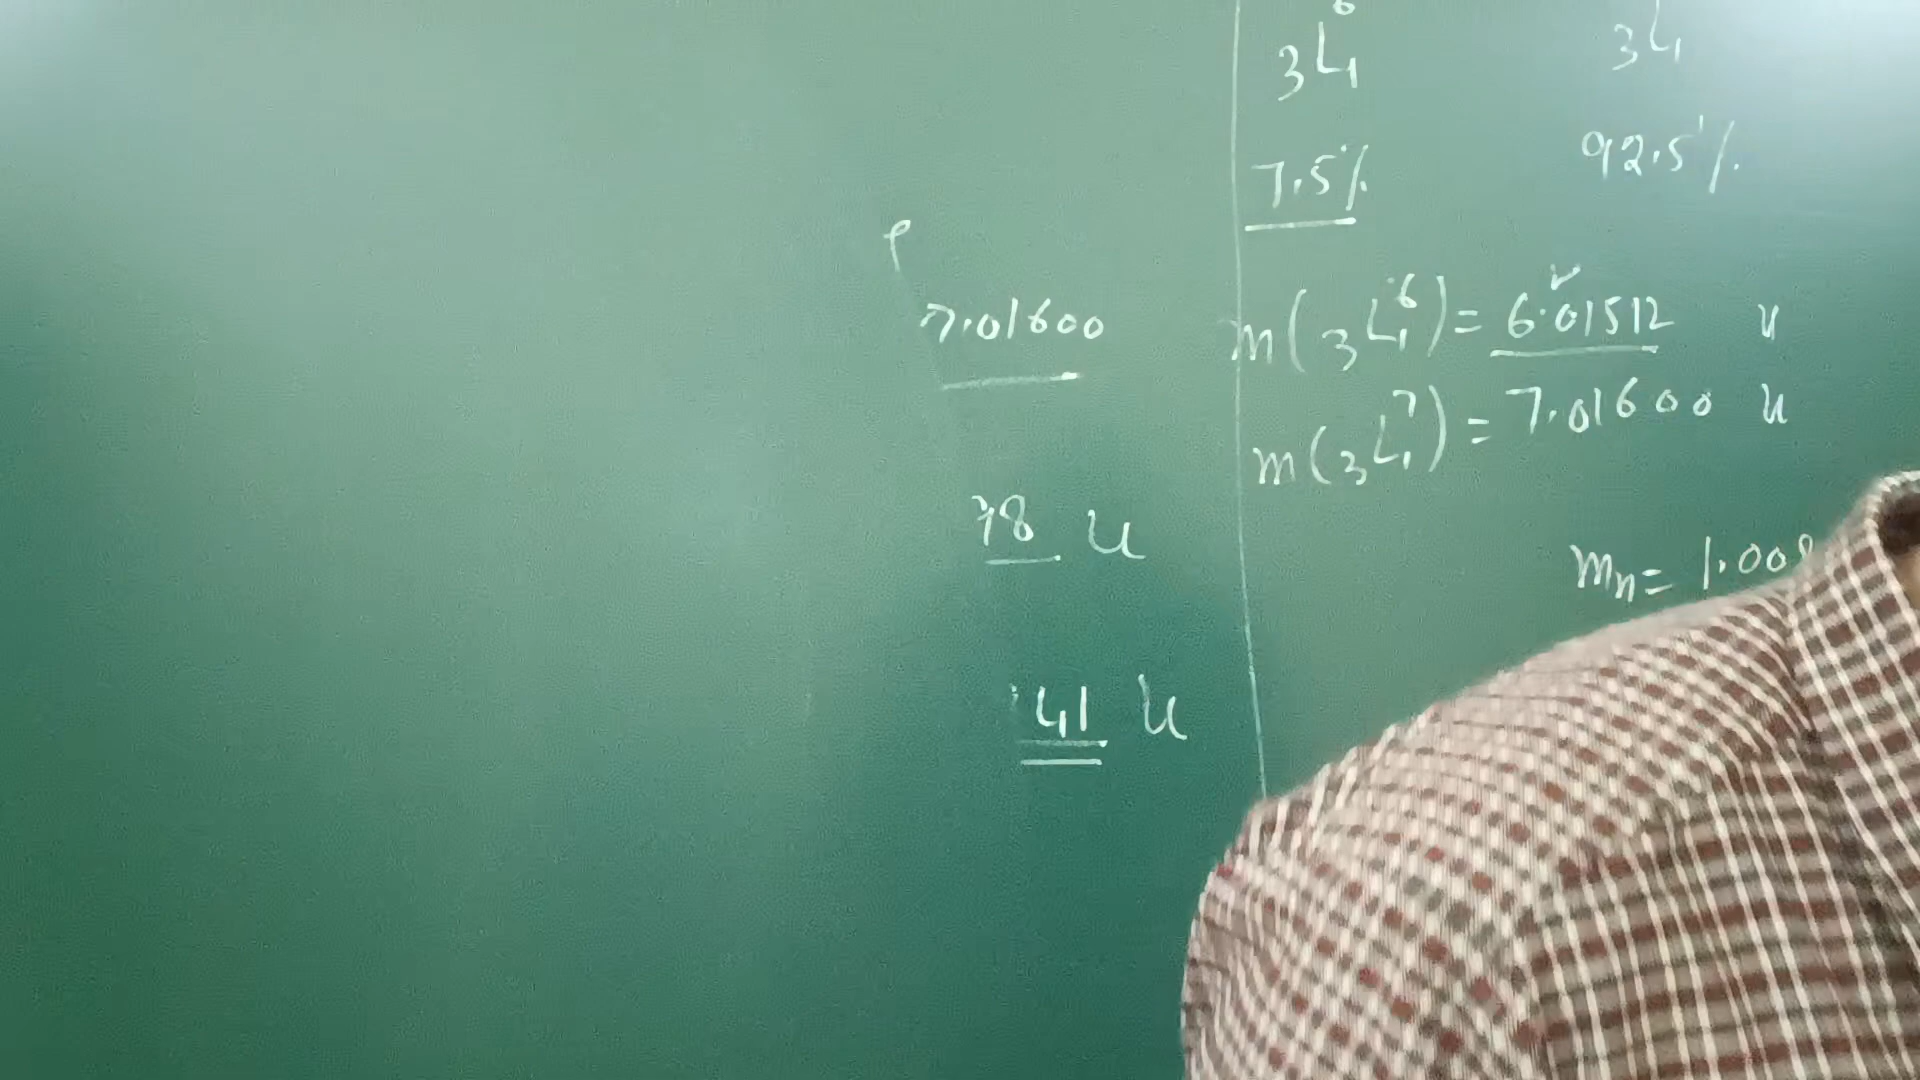 ₃Li⁶ ₃Li
7.5% 92.5%
7.01600
m(₃Li⁶) = 6.01512 u
m(₃Li⁷) = 7.01600 u
78 u
mₙ = 1.008
41 u